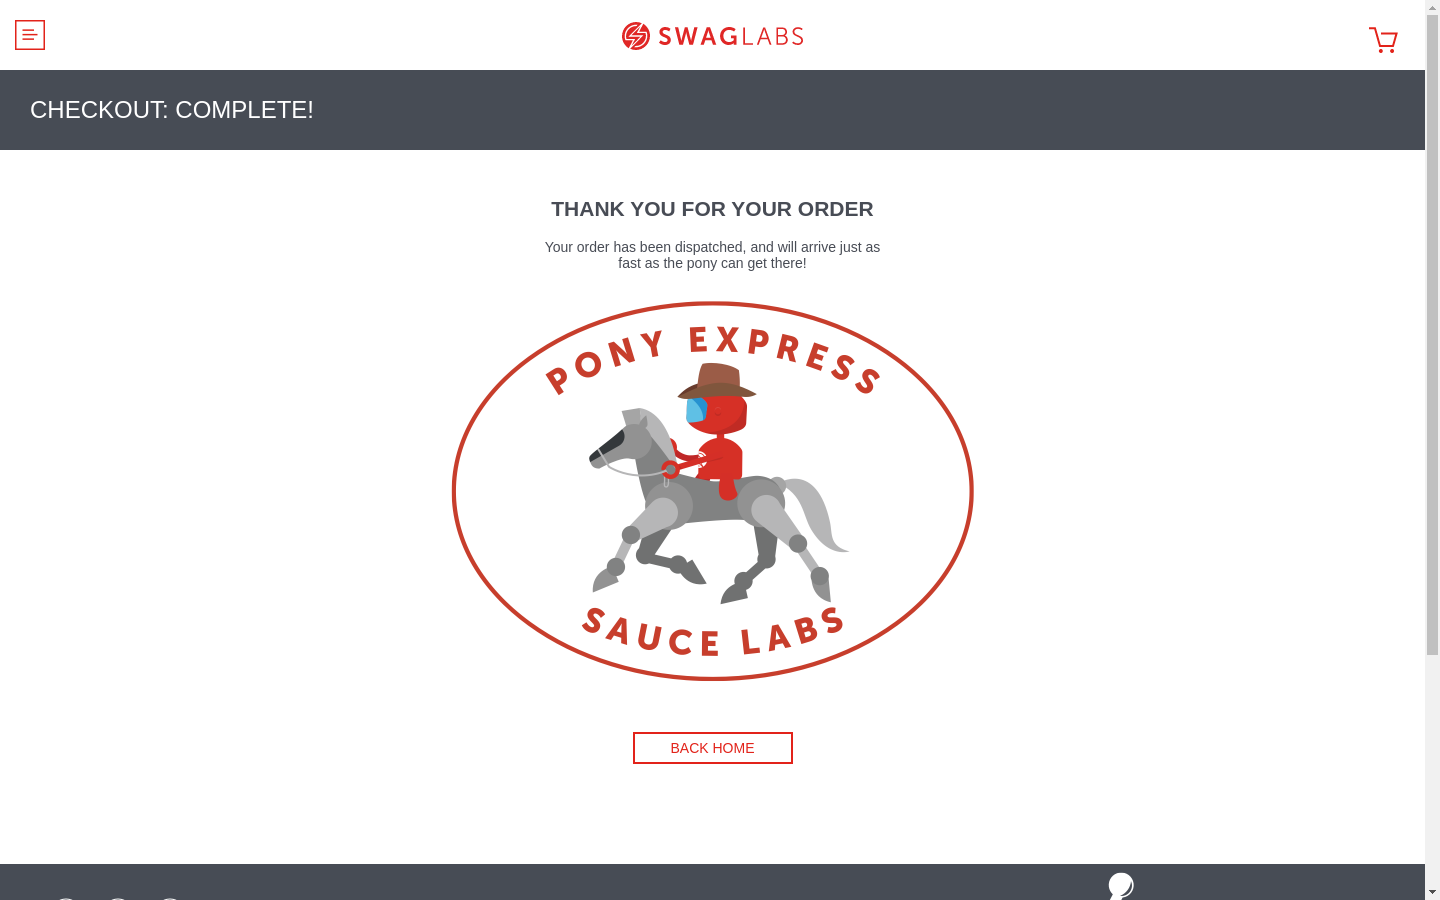 SWAGLABS
CHECKOUT: COMPLETE!
THANK YOU FOR YOUR ORDER
Your order has been dispatched, and will arrive just as
fast as the pony can get there!
PONY EXPRESS
SAUCE LABS
BACK HOME